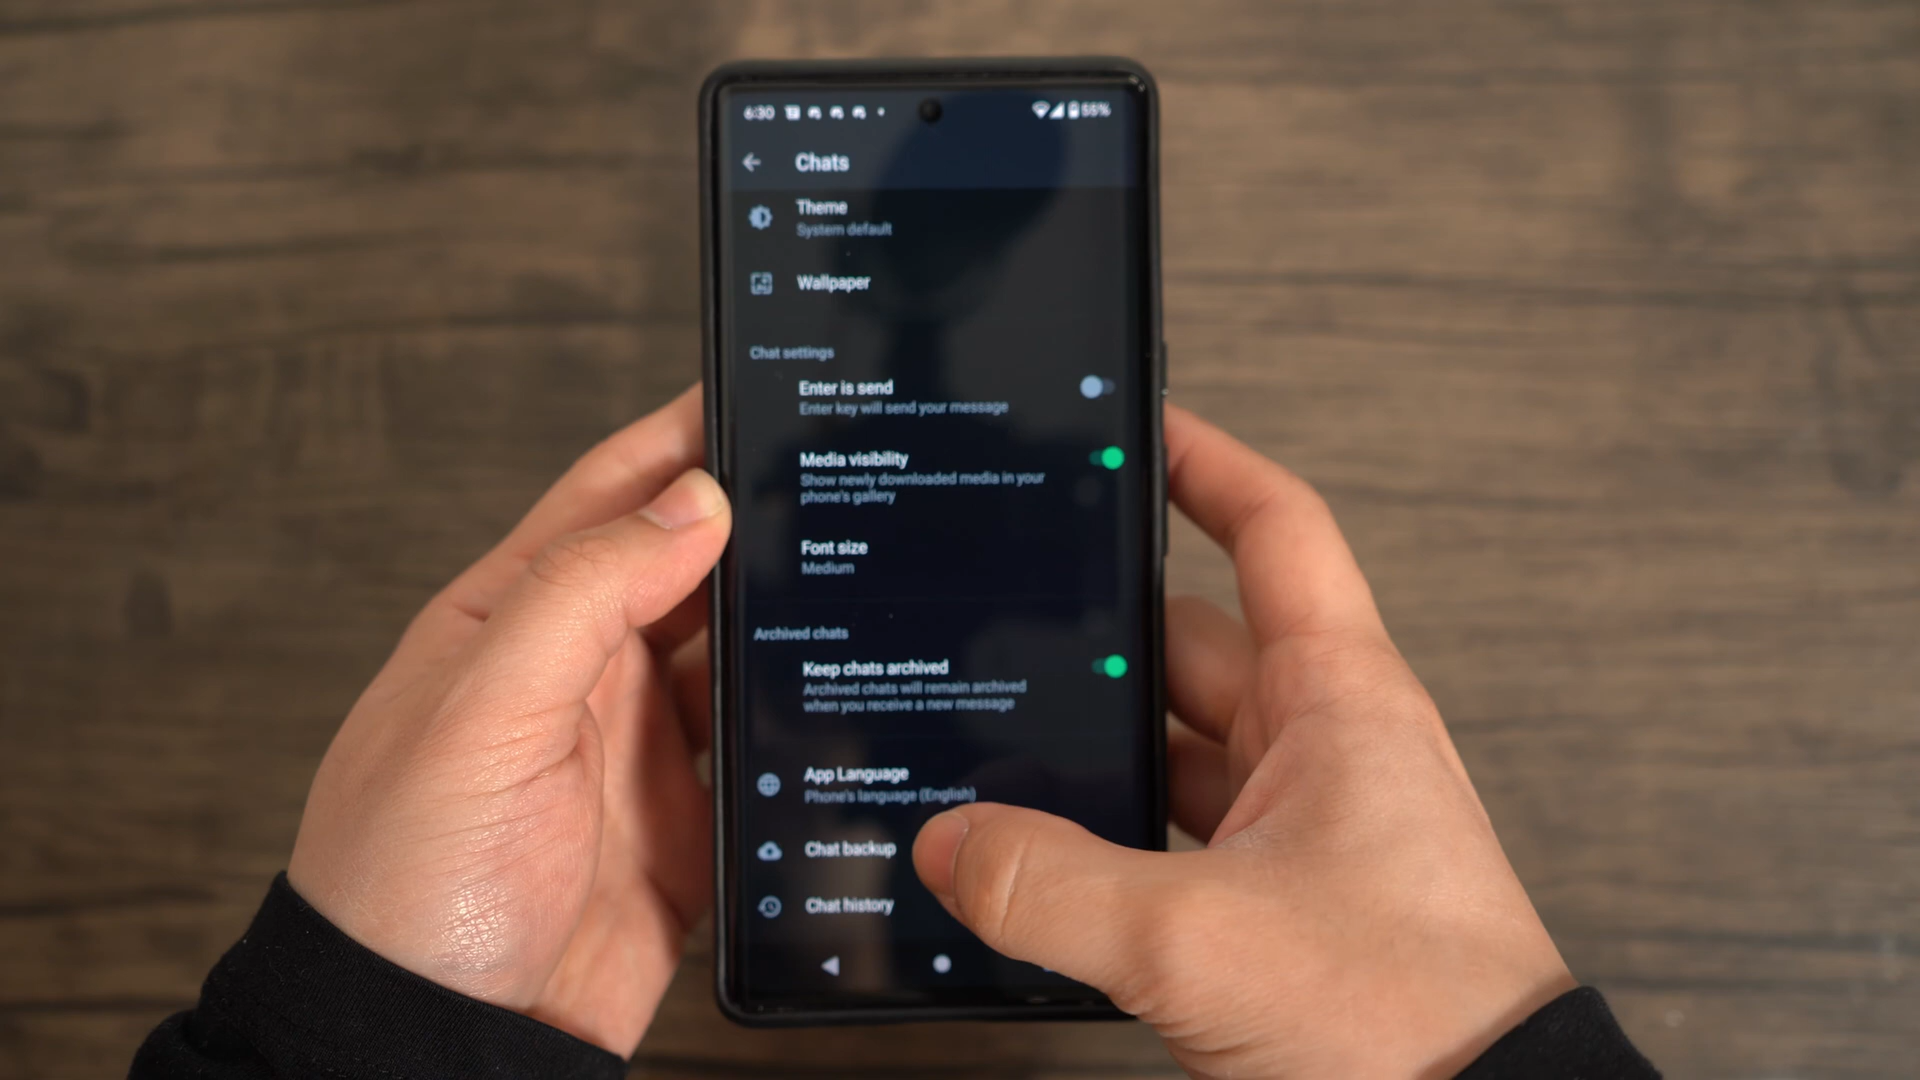 6:30
55%
Chats
Theme
System default
Wallpaper
Chat settings
Enter is send
Enter key will send your message
Media visibility
Show newly downloaded media in your
phone's gallery
Font size
Medium
Archived chats
Keep chats archived
Archived chats will remain archived
when you receive a new message
App Language
Phone's language (English)
Chat backup
Chat history